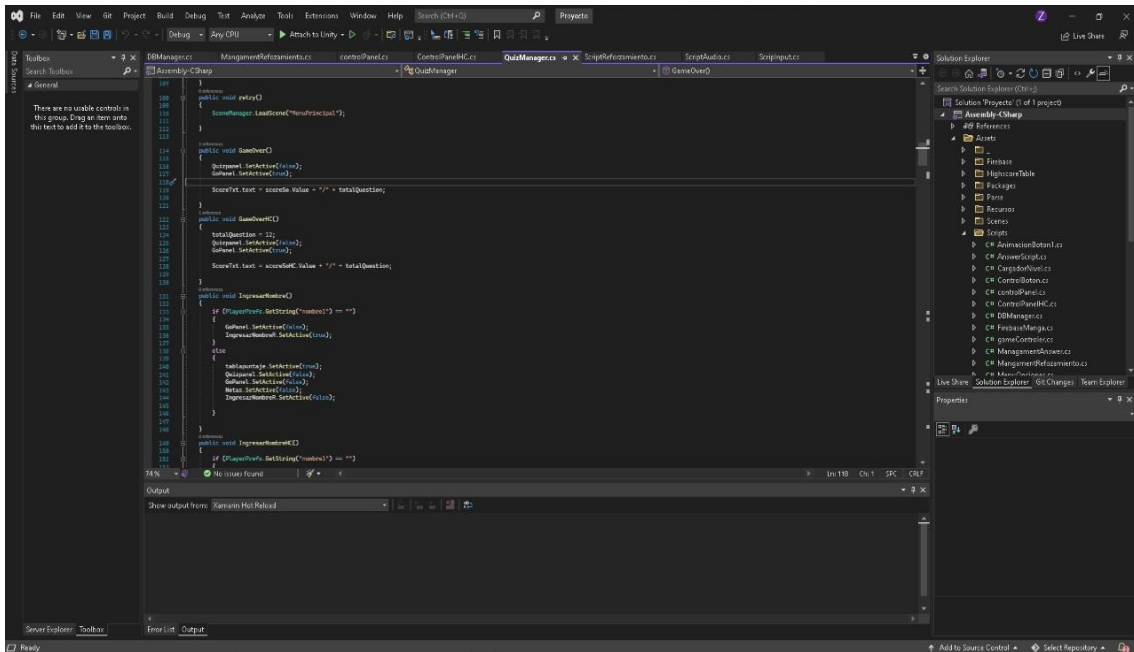 File Edit View Git Project Build Debug Test Analyze Tools Extensions Window Help Search (Ctrl+Q) Proyecto Z
Debug Any CPU Attach to Unity Live Share
Data Sources
Toolbox
Search Toolbox
General
There are no usable controls in
this group. Drag an item onto
this text to add it to the toolbox.
Server Explorer Toolbox
DBManager.cs MangamentRefozamiento.cs controlPanel.cs ControlPanelHC.cs QuizManager.cs ScriptRefrozamiento.cs ScriptAudio.cs ScripInput.cs
Assembly-CSharp QuizManager GameOver()
}
public void retry()
{
SceneManager.LoadScene("MenuPrincipal");
}
public void GameOver()
{
Quizpanel.SetActive(false);
GoPanel.SetActive(true);
ScoreTxt.text = scoreSo.Value + "/" + totalQuestion;
}
public void GameOverHC()
{
totalQuestion = 12;
Quizpanel.SetActive(false);
GoPanel.SetActive(true);
ScoreTxt.text = scoreSoHC.Value + "/" + totalQuestion;
}
public void IngresarNombre()
{
if (PlayerPrefs.GetString("nombre1") == "")
{
GoPanel.SetActive(false);
IngresarNombreR.SetActive(true);
}
else
{
tablapuntaje.SetActive(true);
Quizpanel.SetActive(false);
GoPanel.SetActive(false);
Notas.SetActive(false);
IngresarNombreR.SetActive(false);
}
}
public void IngresarNombreHC()
{
if (PlayerPrefs.GetString("nombre1") == "")
74% No issues found Ln: 118 Ch: 1 SPC CRLF
Output
Show output from: Xamarin Hot Reload
Error List Output
Solution Explorer
Search Solution Explorer (Ctrl+;)
Solution 'Proyecto' (1 of 1 project)
Assembly-CSharp
References
Assets
_
Firebase
HighscoreTable
Packages
Parse
Recursos
Scenes
Scripts
C# AnimacionBoton1.cs
C# AnswerScript.cs
C# CargadorNivel.cs
C# ControlBoton.cs
C# controlPanel.cs
C# ControlPanelHC.cs
C# DBManager.cs
C# FirebaseManga.cs
C# gameControler.cs
C# ManagamentAnswer.cs
C# MangamentRefozamiento.cs
C# MenuOpciones.cs
Live Share Solution Explorer Git Changes Team Explorer
Properties
Ready Add to Source Control Select Repository